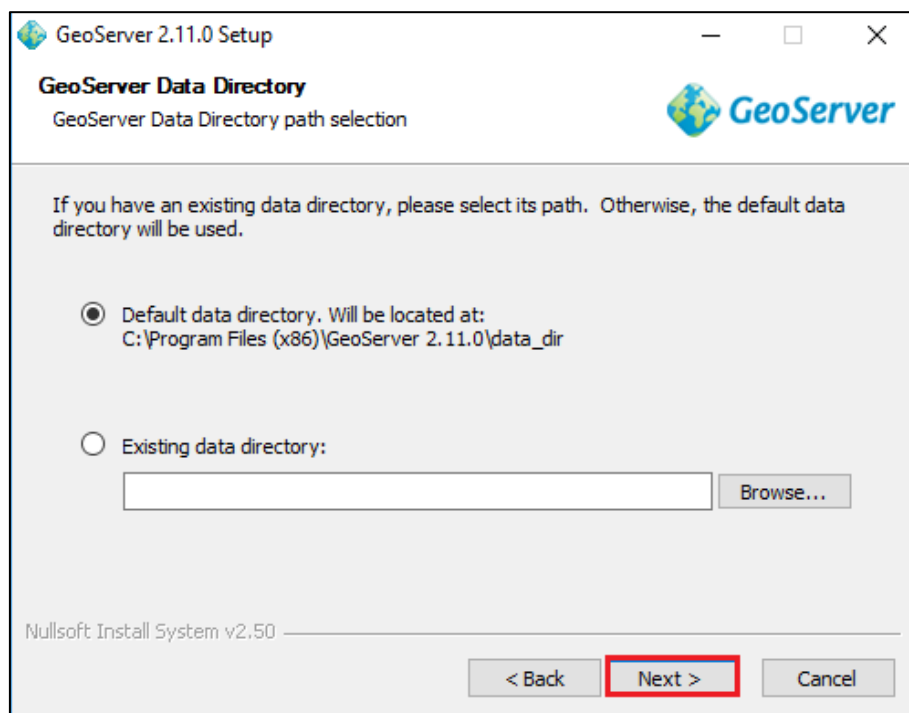 GeoServer 2.11.0 Setup
GeoServer Data Directory
GeoServer Data Directory path selection
GeoServer
If you have an existing data directory, please select its path.  Otherwise, the default data
directory will be used.
Default data directory. Will be located at:
C:\Program Files (x86)\GeoServer 2.11.0\data_dir
Existing data directory:
Browse...
Nullsoft Install System v2.50
< Back
Next >
Cancel